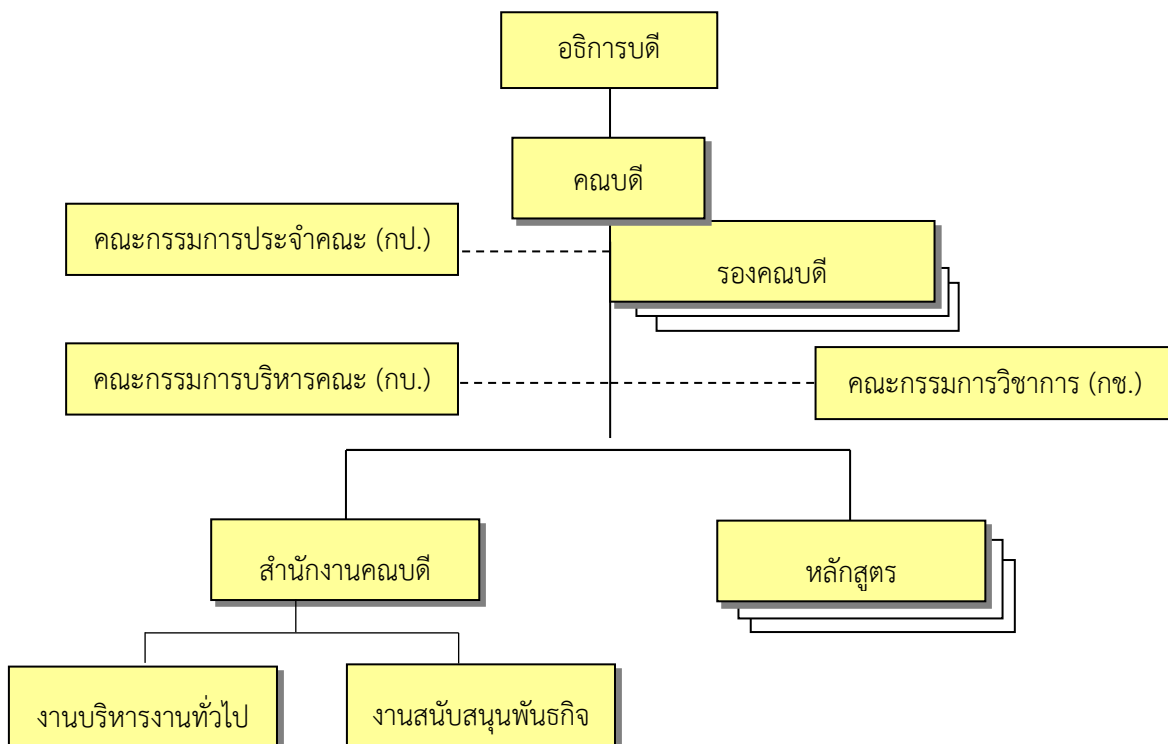 อธิการบดี
คณบดี
คณะกรรมการประจำคณะ (กป.)
รองคณบดี
คณะกรรมการบริหารคณะ (กบ.)
คณะกรรมการวิชาการ (กช.)
สำนักงานคณบดี
หลักสูตร
งานบริหารงานทั่วไป
งานสนับสนุนพันธกิจ